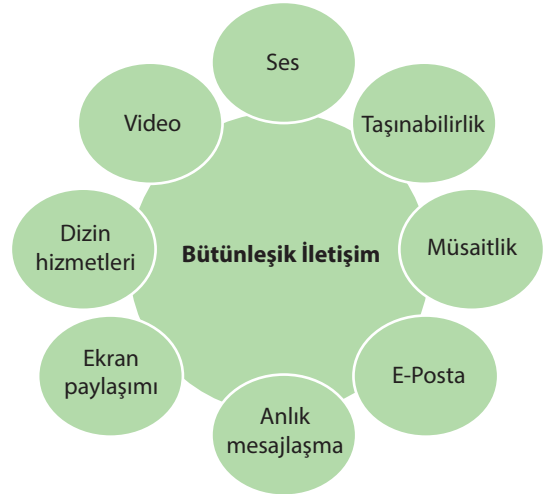 Ses
Taşınabilirlik
Müsaitlik
E-Posta
Anlık
mesajlaşma
Ekran
paylaşımı
Dizin
hizmetleri
Video
Bütünleşik İletişim